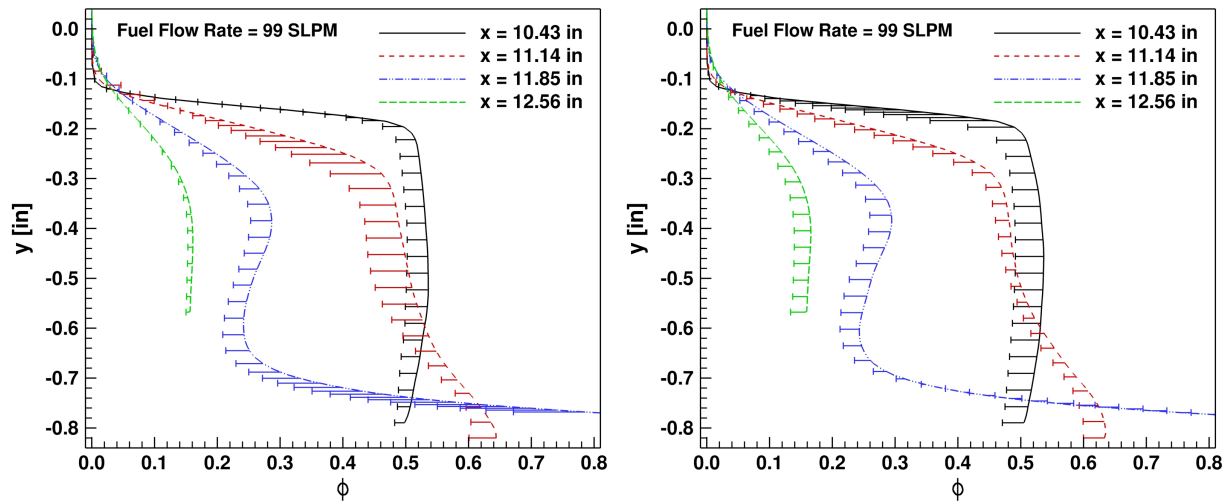 Fuel Flow Rate = 99 SLPM
x = 10.43 in
x = 11.14 in
x = 11.85 in
x = 12.56 in
y [in]
0.0
-0.1
-0.2
-0.3
-0.4
-0.5
-0.6
-0.7
-0.8
0.0 0.1 0.2 0.3 0.4 0.5 0.6 0.7 0.8
ϕ
Fuel Flow Rate = 99 SLPM
x = 10.43 in
x = 11.14 in
x = 11.85 in
x = 12.56 in
y [in]
0.0
-0.1
-0.2
-0.3
-0.4
-0.5
-0.6
-0.7
-0.8
0.0 0.1 0.2 0.3 0.4 0.5 0.6 0.7 0.8
ϕ